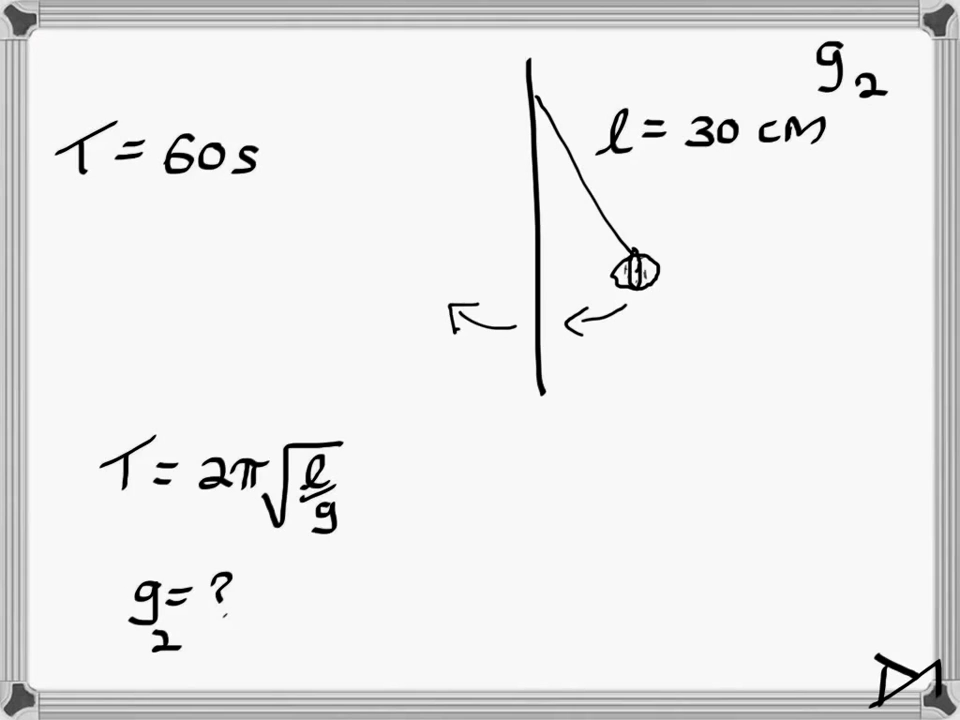 g₂
T = 60s
l = 30 cm
T = 2π√(l/g)
g₂ = ?